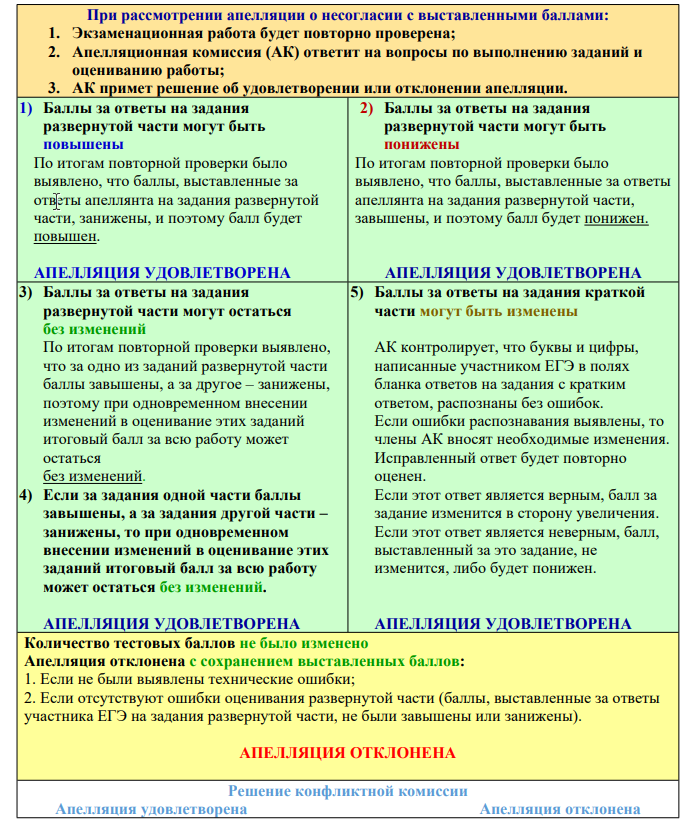 При рассмотрении апелляции о несогласии с выставленными баллами:
1. Экзаменационная работа будет повторно проверена;
2. Апелляционная комиссия (АК) ответит на вопросы по выполнению заданий и
оцениванию работы;
3. АК примет решение об удовлетворении или отклонении апелляции.
1) Баллы за ответы на задания
развернутой части могут быть
повышены
По итогам повторной проверки было
выявлено, что баллы, выставленные за
ответы апеллянта на задания развернутой
части, занижены, и поэтому балл будет
повышен.
АПЕЛЛЯЦИЯ УДОВЛЕТВОРЕНА
2) Баллы за ответы на задания
развернутой части могут быть
понижены
По итогам повторной проверки было
выявлено, что баллы, выставленные за ответы
апеллянта на задания развернутой части,
завышены, и поэтому балл будет понижен.
АПЕЛЛЯЦИЯ УДОВЛЕТВОРЕНА
3) Баллы за ответы на задания
развернутой части могут остаться
без изменений
По итогам повторной проверки выявлено,
что за одно из заданий развернутой части
баллы завышены, а за другое – занижены,
поэтому при одновременном внесении
изменений в оценивание этих заданий
итоговый балл за всю работу может
остаться
без изменений.
4) Если за задания одной части баллы
завышены, а за задания другой части –
занижены, то при одновременном
внесении изменений в оценивание этих
заданий итоговый балл за всю работу
может остаться без изменений.
АПЕЛЛЯЦИЯ УДОВЛЕТВОРЕНА
5) Баллы за ответы на задания краткой
части могут быть изменены
АК контролирует, что буквы и цифры,
написанные участником ЕГЭ в полях
бланка ответов на задания с кратким
ответом, распознаны без ошибок.
Если ошибки распознавания выявлены, то
члены АК вносят необходимые изменения.
Исправленный ответ будет повторно
оценен.
Если этот ответ является верным, балл за
задание изменится в сторону увеличения.
Если этот ответ является неверным, балл,
выставленный за это задание, не
изменится, либо будет понижен.
АПЕЛЛЯЦИЯ УДОВЛЕТВОРЕНА
Количество тестовых баллов не было изменено
Апелляция отклонена с сохранением выставленных баллов:
1. Если не были выявлены технические ошибки;
2. Если отсутствуют ошибки оценивания развернутой части (баллы, выставленные за ответы
участника ЕГЭ на задания развернутой части, не были завышены или занижены).
АПЕЛЛЯЦИЯ ОТКЛОНЕНА
Решение конфликтной комиссии
Апелляция удовлетворена Апелляция отклонена